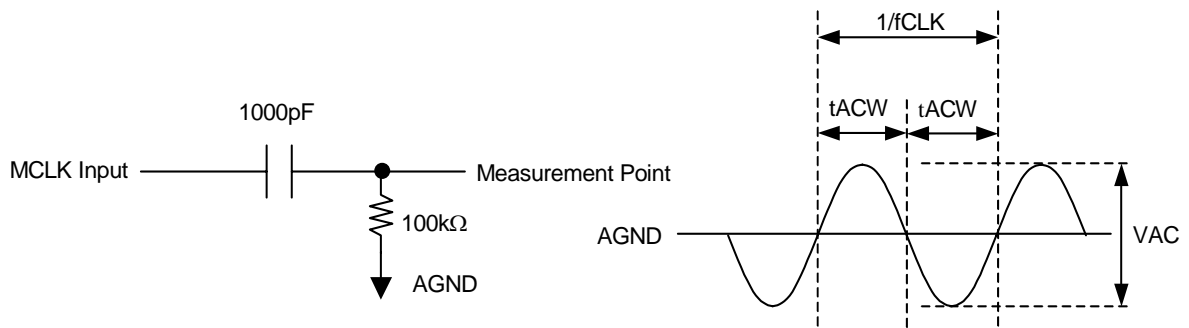 1/fCLK
1000pF
tACW tACW
MCLK Input
Measurement Point
100kΩ
AGND
AGND
VAC